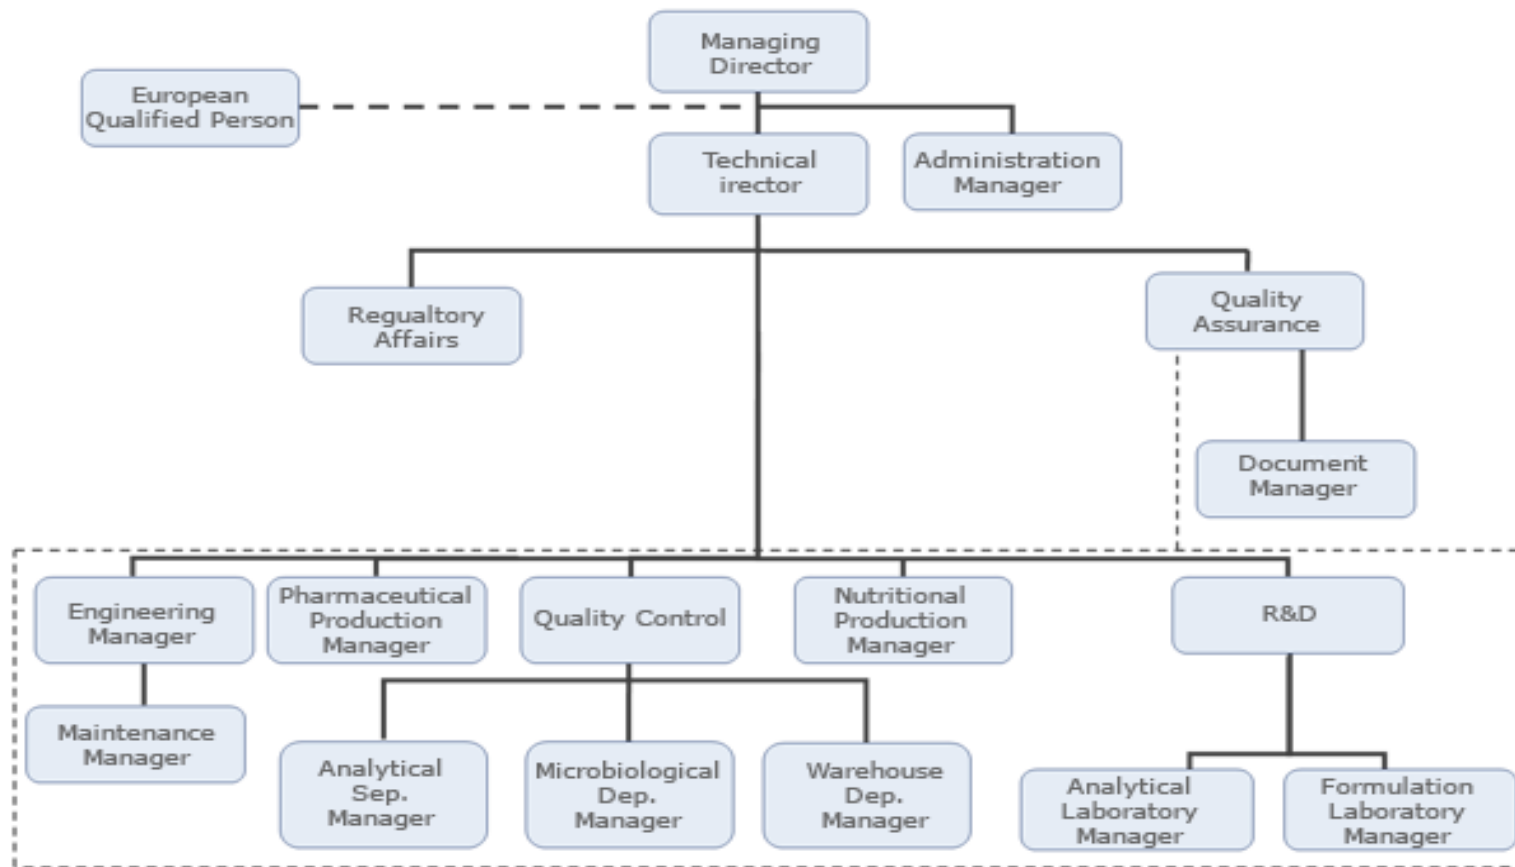 Managing
Director
European
Qualified Person
Technical
irector
Administration
Manager
Regualtory
Affairs
Quality
Assurance
Document
Manager
Engineering
Manager
Pharmaceutical
Production
Manager
Quality Control
Nutritional
Production
Manager
R&D
Maintenance
Manager
Analytical
Sep.
Manager
Microbiological
Dep.
Manager
Warehouse
Dep.
Manager
Analytical
Laboratory
Manager
Formulation
Laboratory
Manager